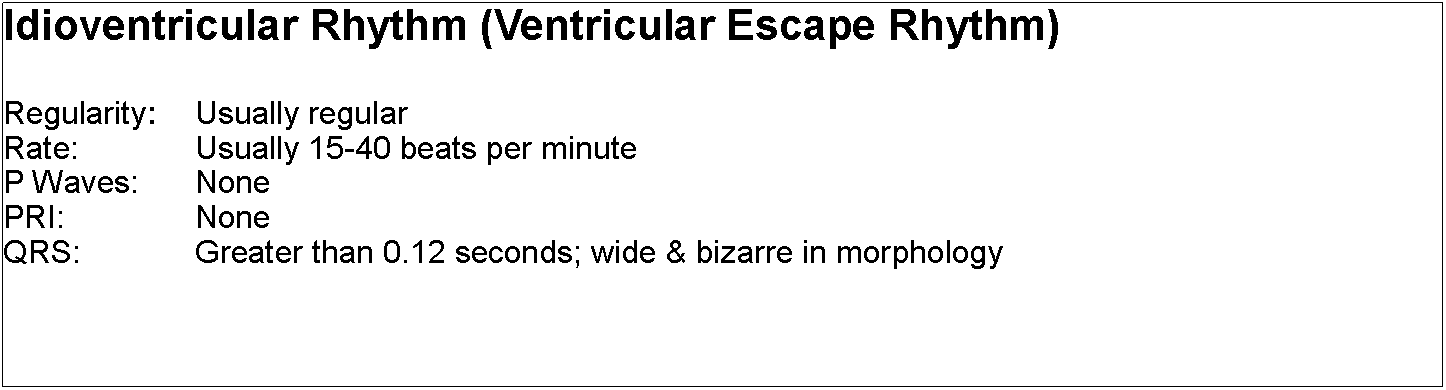 Idioventricular Rhythm (Ventricular Escape Rhythm)
Regularity: Usually regular
Rate: Usually 15-40 beats per minute
P Waves: None
PRI: None
QRS: Greater than 0.12 seconds; wide & bizarre in morphology